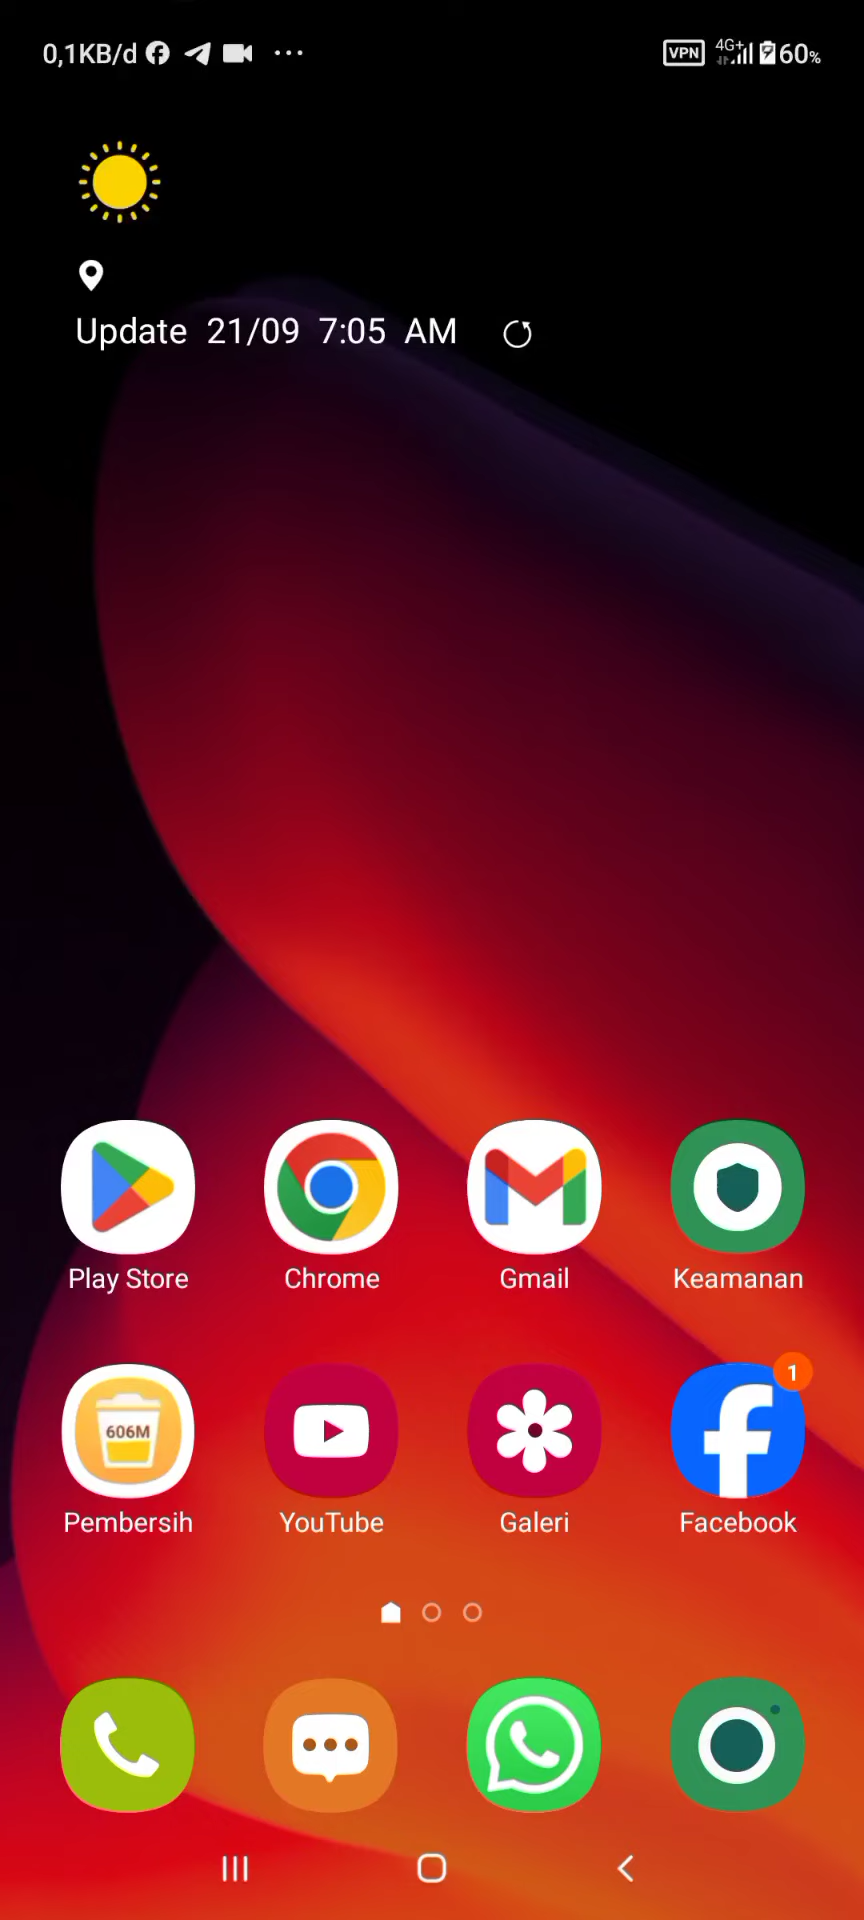 0,1KB/d VPN 4G+ 60%
Update 21/09 7:05 AM
Play Store Chrome Gmail Keamanan
606M 1
Pembersih YouTube Galeri Facebook